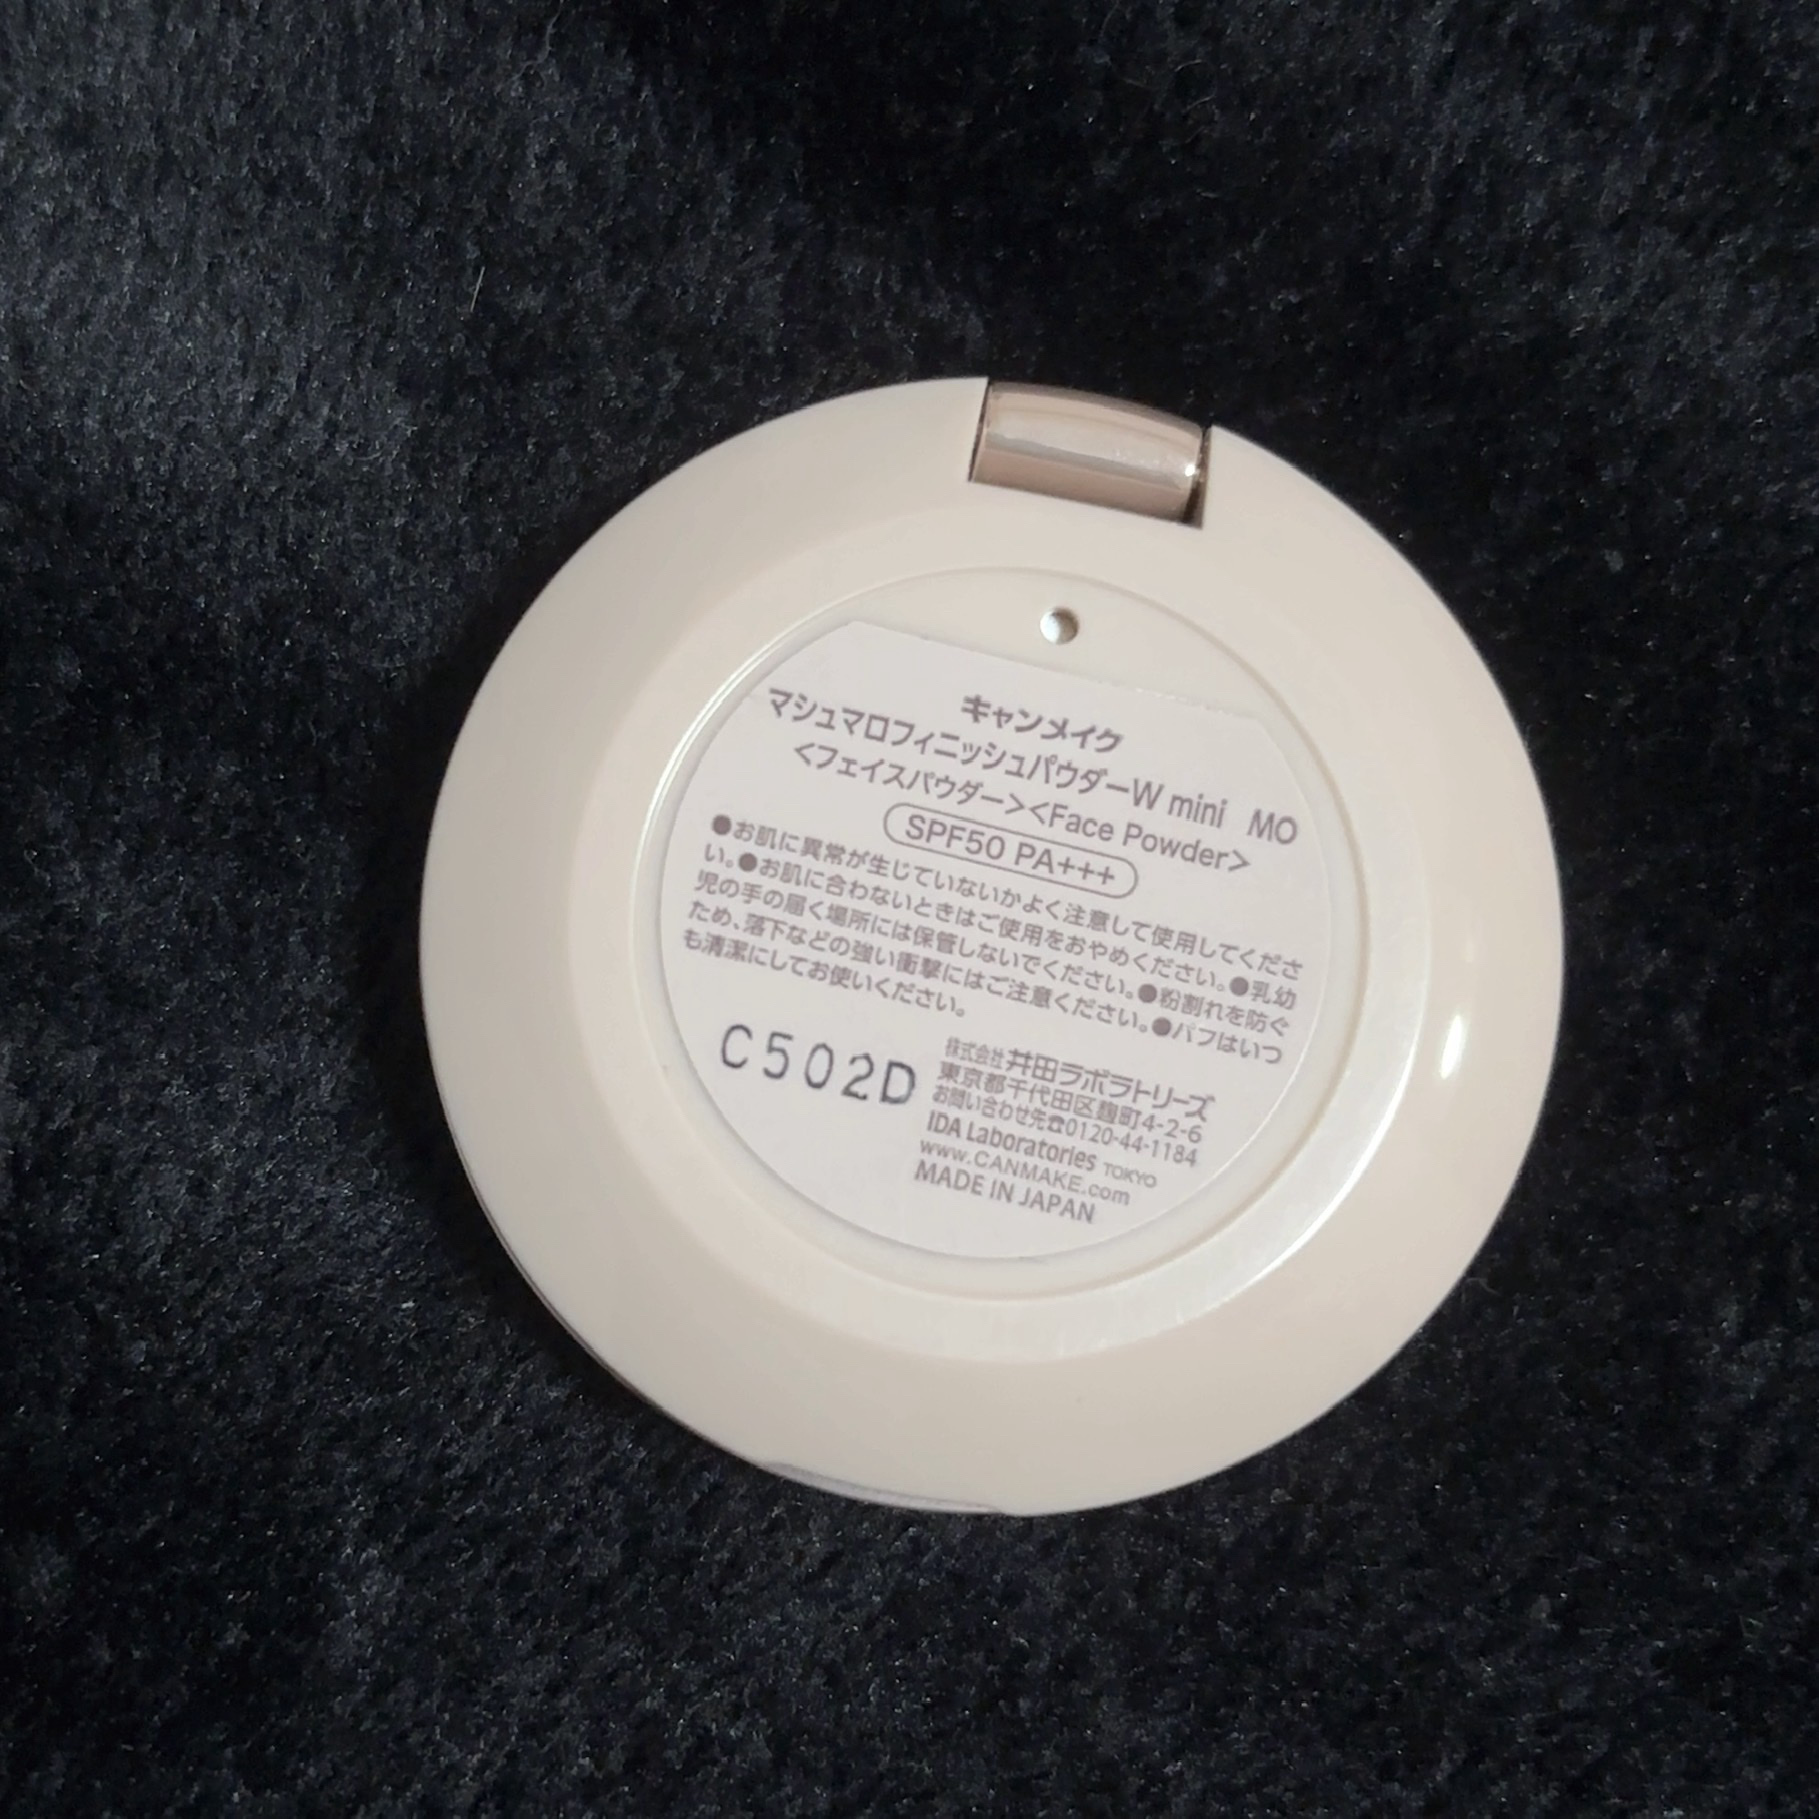 キャンメイク
マシュマロフィニッシュパウダーW mini MO
<フェイスパウダー><Face Powder>
SPF50 PA+++
●お肌に異常が生じていないかよく注意して使用してくださ
い。●お肌に合わないときはご使用をおやめください。●乳幼
児の手の届く場所には保管しないでください。●粉割れを防ぐ
ため、落下などの強い衝撃にはご注意ください。●パフはいつ
も清潔にしてお使いください。
C502D
株式会社 井田ラボラトリーズ
東京都千代田区麹町4-2-6
お問い合わせ先☎0120-44-1184
IDA Laboratories TOKYO
www.CANMAKE.com
MADE IN JAPAN